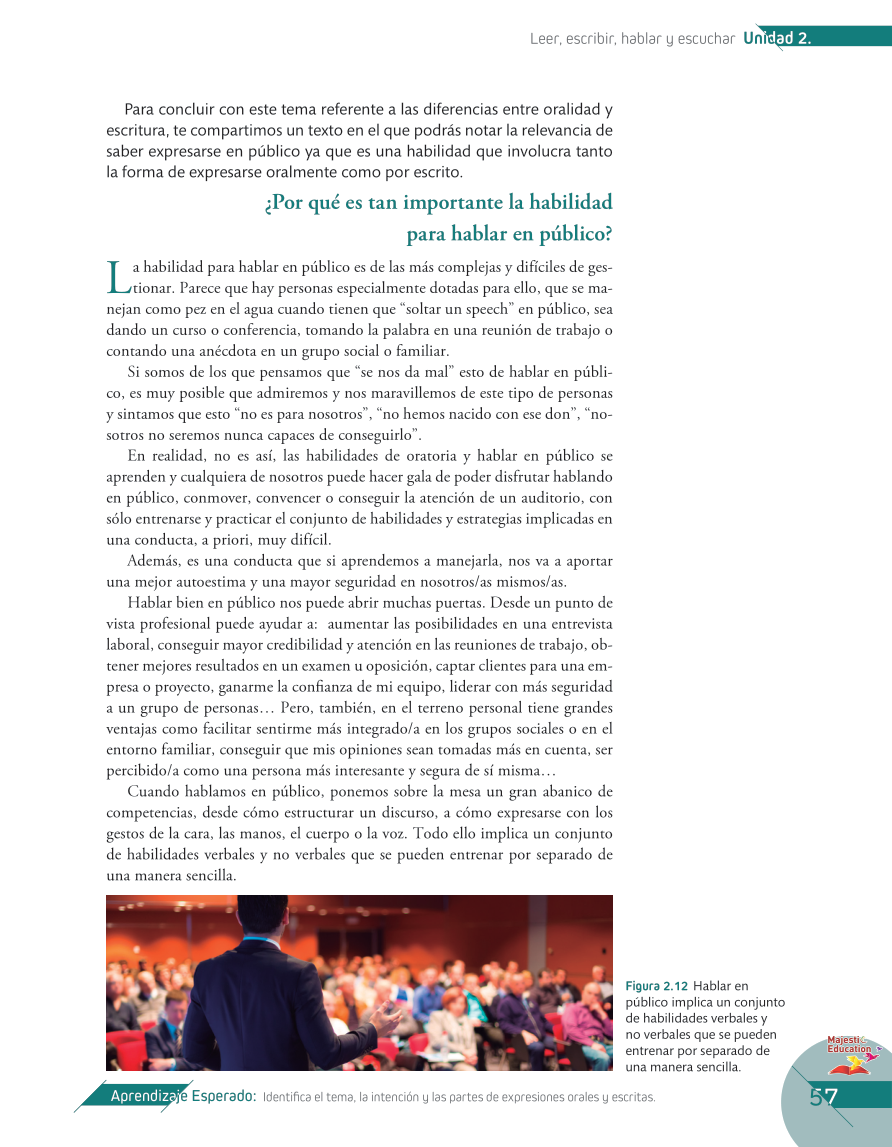 Leer, escribir, hablar y escuchar Unidad 2.
Para concluir con este tema referente a las diferencias entre oralidad y
escritura, te compartimos un texto en el que podrás notar la relevancia de
saber expresarse en público ya que es una habilidad que involucra tanto
la forma de expresarse oralmente como por escrito.
¿Por qué es tan importante la habilidad
para hablar en público?
La habilidad para hablar en público es de las más complejas y difíciles de ges-
tionar. Parece que hay personas especialmente dotadas para ello, que se ma-
nejan como pez en el agua cuando tienen que “soltar un speech” en público, sea
dando un curso o conferencia, tomando la palabra en una reunión de trabajo o
contando una anécdota en un grupo social o familiar.
Si somos de los que pensamos que “se nos da mal” esto de hablar en públi-
co, es muy posible que admiremos y nos maravillemos de este tipo de personas
y sintamos que esto “no es para nosotros”, “no hemos nacido con ese don”, “no-
sotros no seremos nunca capaces de conseguirlo”.
En realidad, no es así, las habilidades de oratoria y hablar en público se
aprenden y cualquiera de nosotros puede hacer gala de poder disfrutar hablando
en público, conmover, convencer o conseguir la atención de un auditorio, con
sólo entrenarse y practicar el conjunto de habilidades y estrategias implicadas en
una conducta, a priori, muy difícil.
Además, es una conducta que si aprendemos a manejarla, nos va a aportar
una mejor autoestima y una mayor seguridad en nosotros/as mismos/as.
Hablar bien en público nos puede abrir muchas puertas. Desde un punto de
vista profesional puede ayudar a: aumentar las posibilidades en una entrevista
laboral, conseguir mayor credibilidad y atención en las reuniones de trabajo, ob-
tener mejores resultados en un examen u oposición, captar clientes para una em-
presa o proyecto, ganarme la confianza de mi equipo, liderar con más seguridad
a un grupo de personas… Pero, también, en el terreno personal tiene grandes
ventajas como facilitar sentirme más integrado/a en los grupos sociales o en el
entorno familiar, conseguir que mis opiniones sean tomadas más en cuenta, ser
percibido/a como una persona más interesante y segura de sí misma…
Cuando hablamos en público, ponemos sobre la mesa un gran abanico de
competencias, desde cómo estructurar un discurso, a cómo expresarse con los
gestos de la cara, las manos, el cuerpo o la voz. Todo ello implica un conjunto
de habilidades verbales y no verbales que se pueden entrenar por separado de
una manera sencilla.
Figura 2.12 Hablar en
público implica un conjunto
de habilidades verbales y
no verbales que se pueden
entrenar por separado de
una manera sencilla.
Majestic
Education
Aprendizaje Esperado: Identifica el tema, la intención y las partes de expresiones orales y escritas.
57